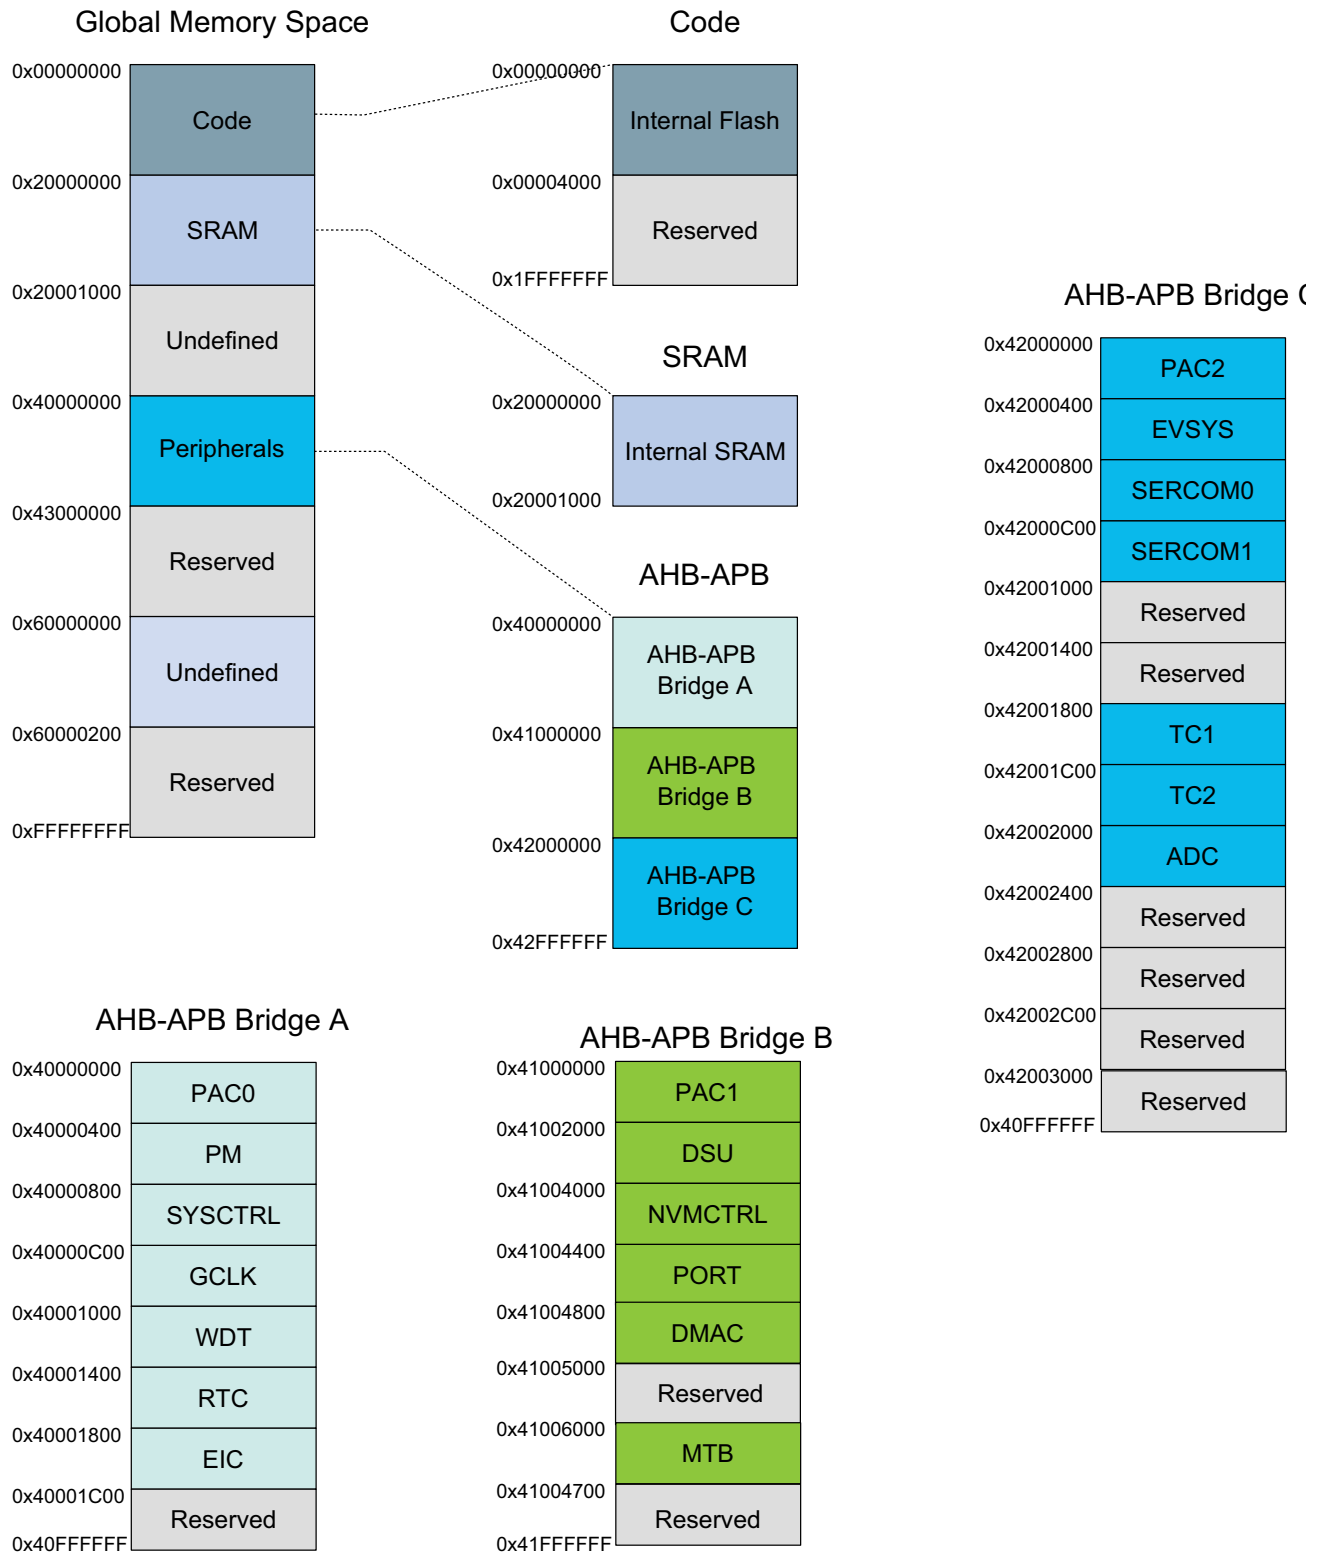 Global Memory Space
0x00000000
Code
0x20000000
SRAM
0x20001000
Undefined
0x40000000
Peripherals
0x43000000
Reserved
0x60000000
Undefined
0x60000200
Reserved
0xFFFFFFFF
Code
0x00000000
Internal Flash
0x00004000
Reserved
0x1FFFFFFF
SRAM
0x20000000
Internal SRAM
0x20001000
AHB-APB
0x40000000
AHB-APB
Bridge A
0x41000000
AHB-APB
Bridge B
0x42000000
AHB-APB
Bridge C
0x42FFFFFF
AHB-APB Bridge C
0x42000000
PAC2
0x42000400
EVSYS
0x42000800
SERCOM0
0x42000C00
SERCOM1
0x42001000
Reserved
0x42001400
Reserved
0x42001800
TC1
0x42001C00
TC2
0x42002000
ADC
0x42002400
Reserved
0x42002800
Reserved
0x42002C00
Reserved
0x42003000
Reserved
0x40FFFFFF
AHB-APB Bridge A
0x40000000
PAC0
0x40000400
PM
0x40000800
SYSCTRL
0x40000C00
GCLK
0x40001000
WDT
0x40001400
RTC
0x40001800
EIC
0x40001C00
Reserved
0x40FFFFFF
AHB-APB Bridge B
0x41000000
PAC1
0x41002000
DSU
0x41004000
NVMCTRL
0x41004400
PORT
0x41004800
DMAC
0x41005000
Reserved
0x41006000
MTB
0x41004700
Reserved
0x41FFFFFF